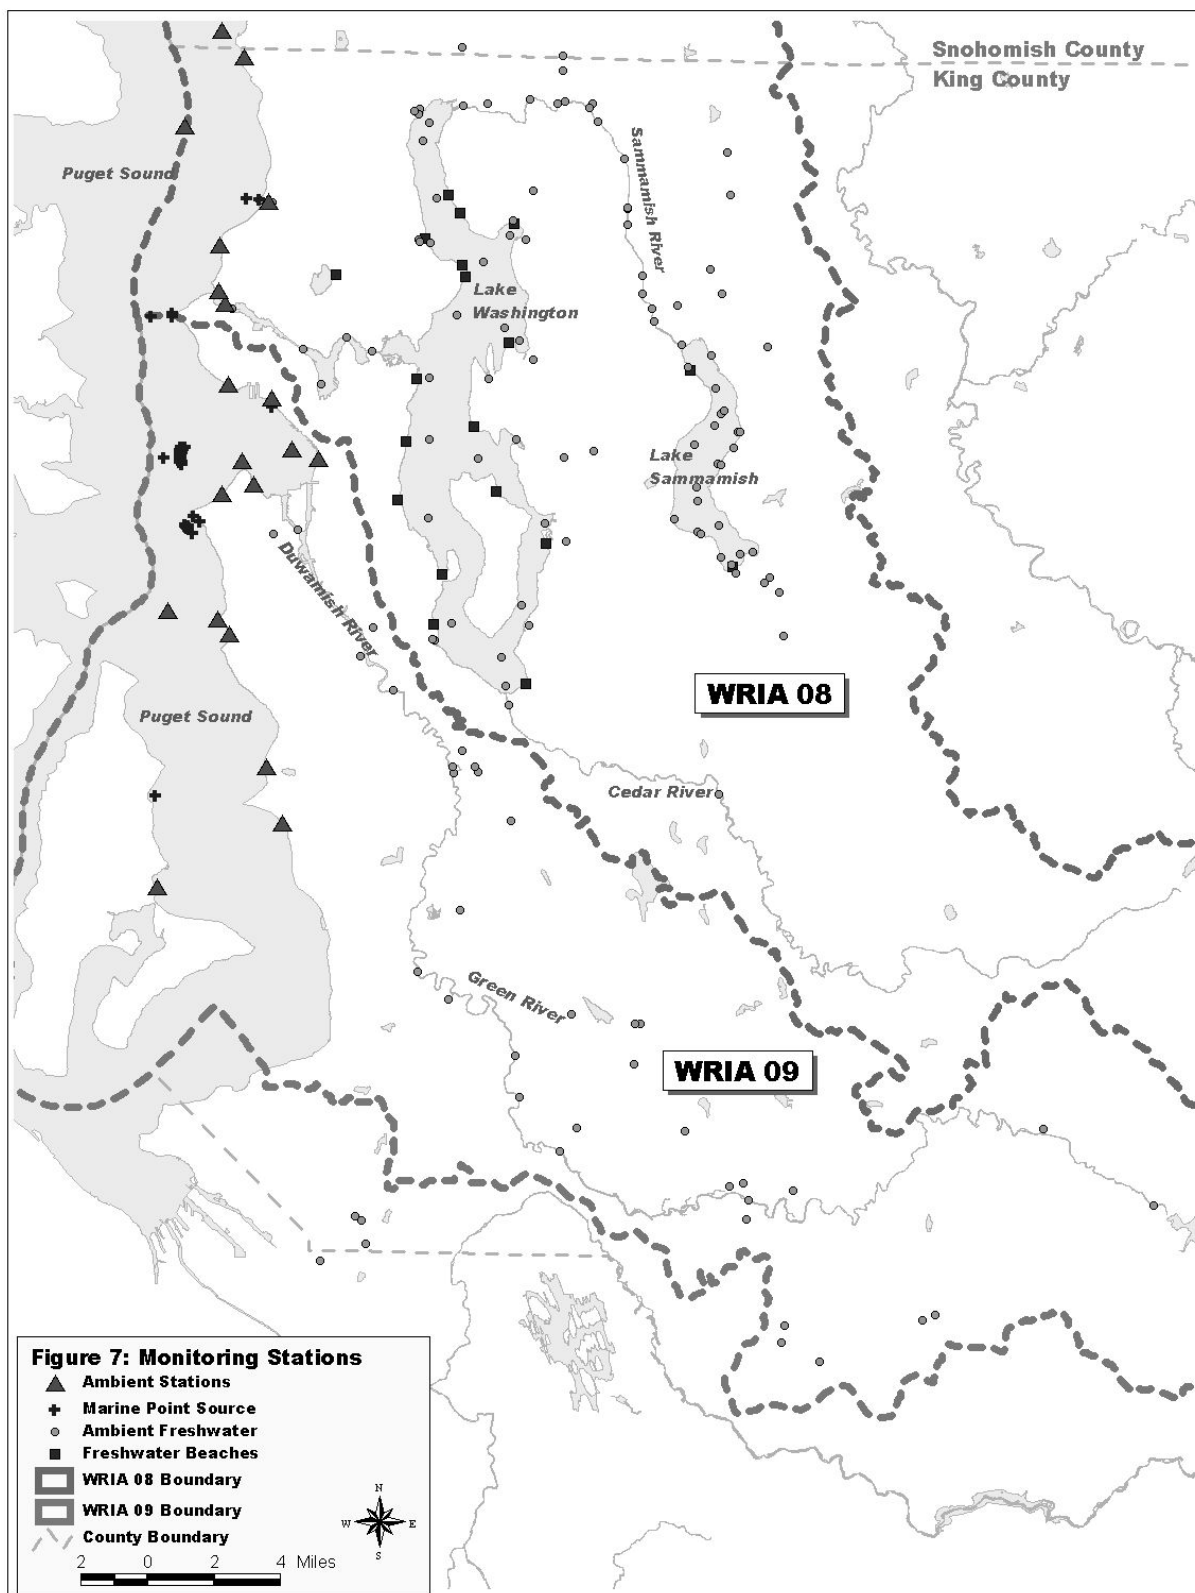 Snohomish County
King County
Puget Sound
Sammamish River
Lake
Washington
Lake
Sammamish
Duwamish River
WRIA 08
Puget Sound
Cedar River
Green River
WRIA 09
Figure 7: Monitoring Stations
Ambient Stations
Marine Point Source
Ambient Freshwater
Freshwater Beaches
WRIA 08 Boundary
WRIA 09 Boundary
County Boundary
N
W E
S
2 0 2 4 Miles